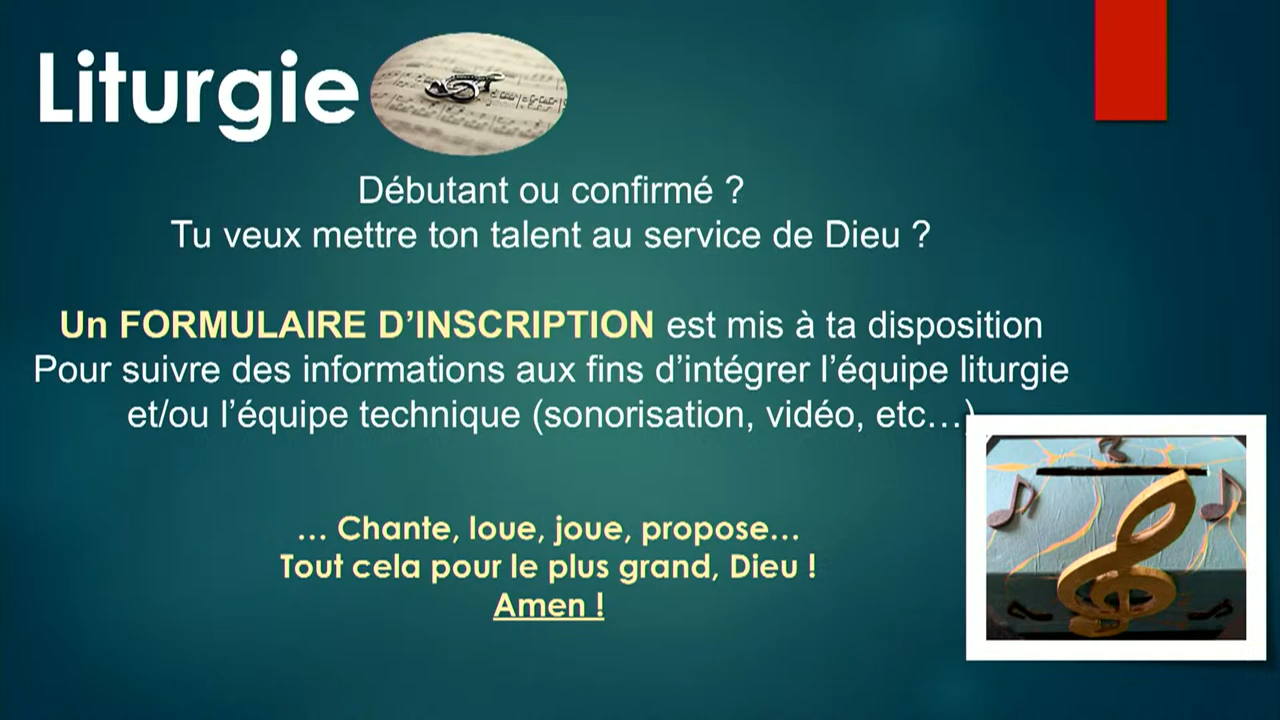 Liturgie
Débutant ou confirmé ?
Tu veux mettre ton talent au service de Dieu ?
Un FORMULAIRE D’INSCRIPTION est mis à ta disposition
Pour suivre des informations aux fins d’intégrer l’équipe liturgie
et/ou l’équipe technique (sonorisation, vidéo, etc…)
… Chante, loue, joue, propose…
Tout cela pour le plus grand, Dieu !
Amen !